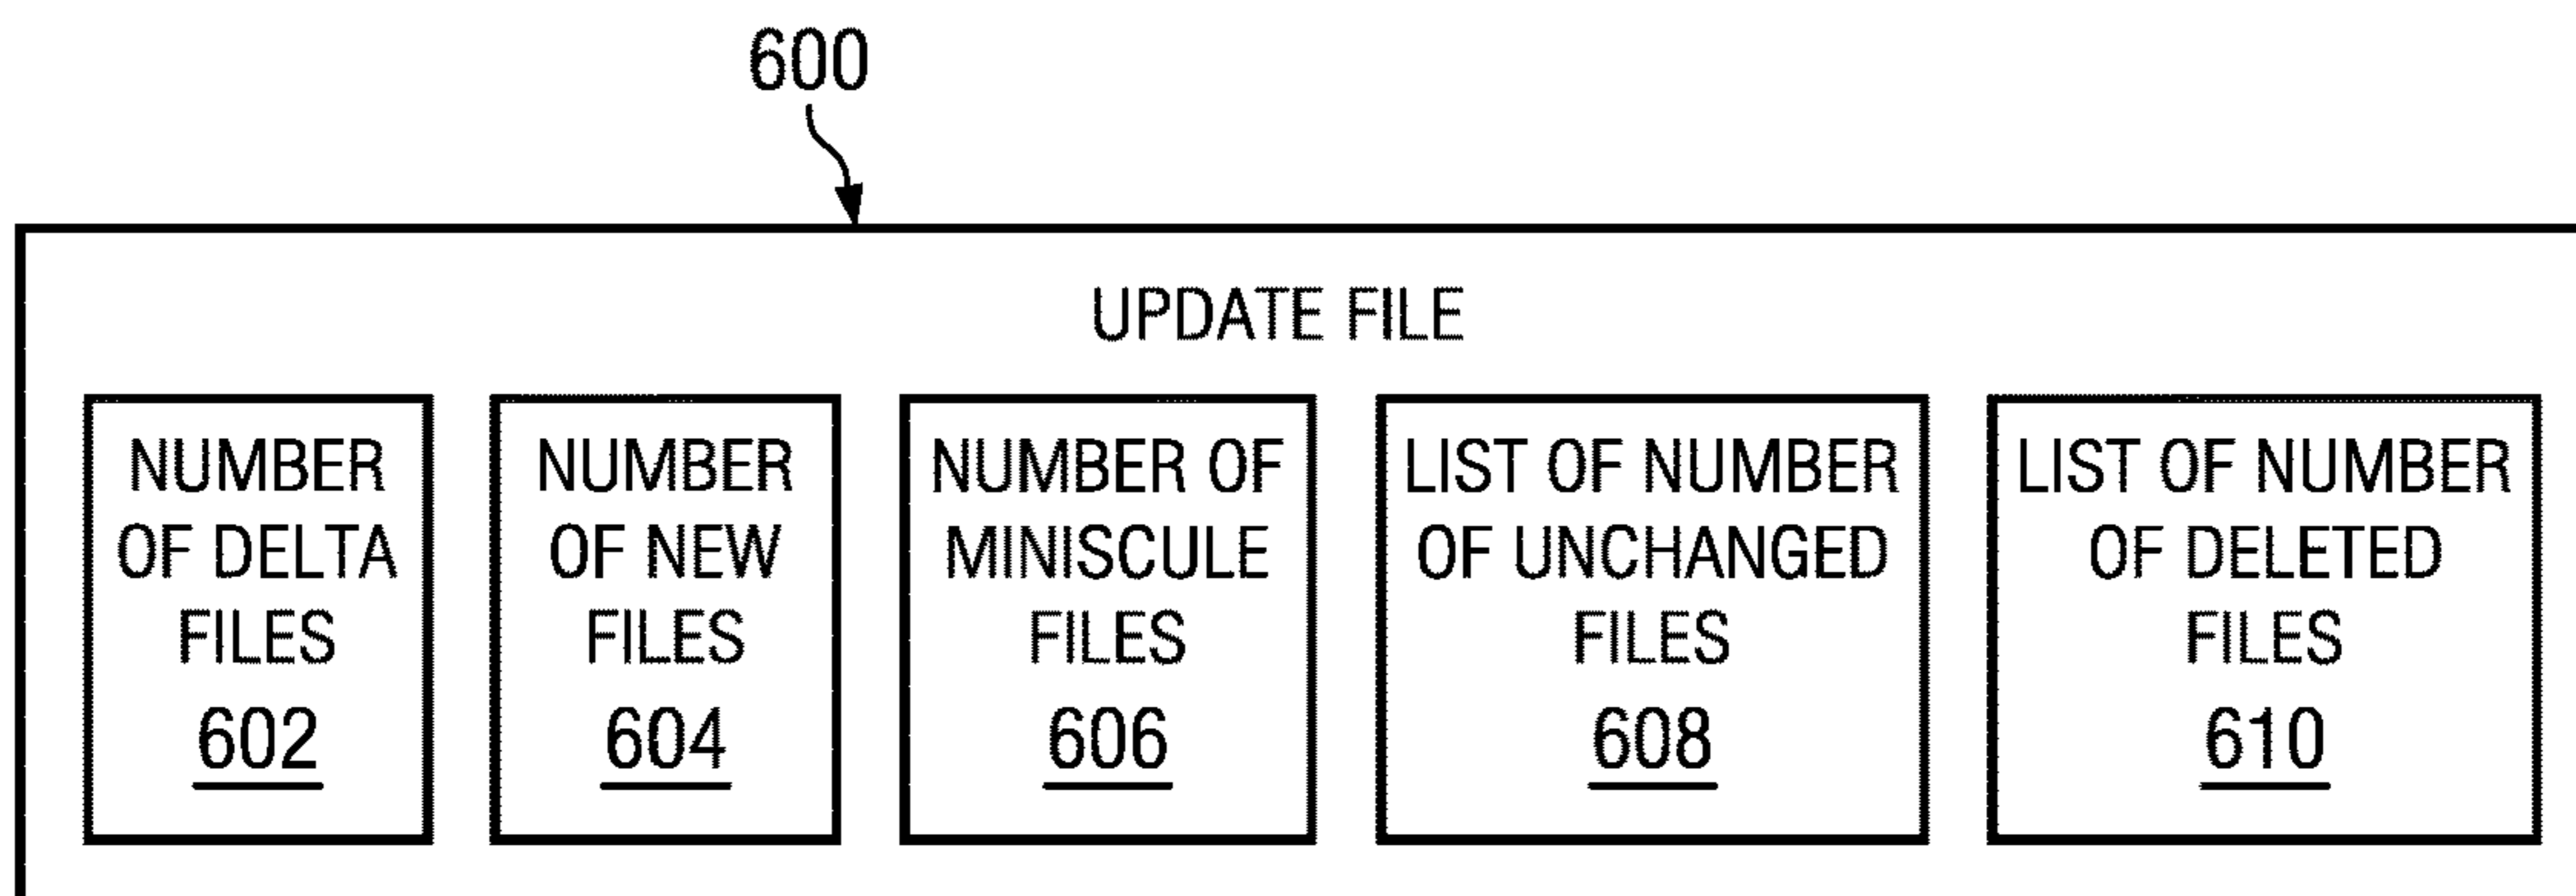 600
UPDATE FILE
NUMBER
OF DELTA
FILES
602
NUMBER
OF NEW
FILES
604
NUMBER OF
MINISCULE
FILES
606
LIST OF NUMBER
OF UNCHANGED
FILES
608
LIST OF NUMBER
OF DELETED
FILES
610